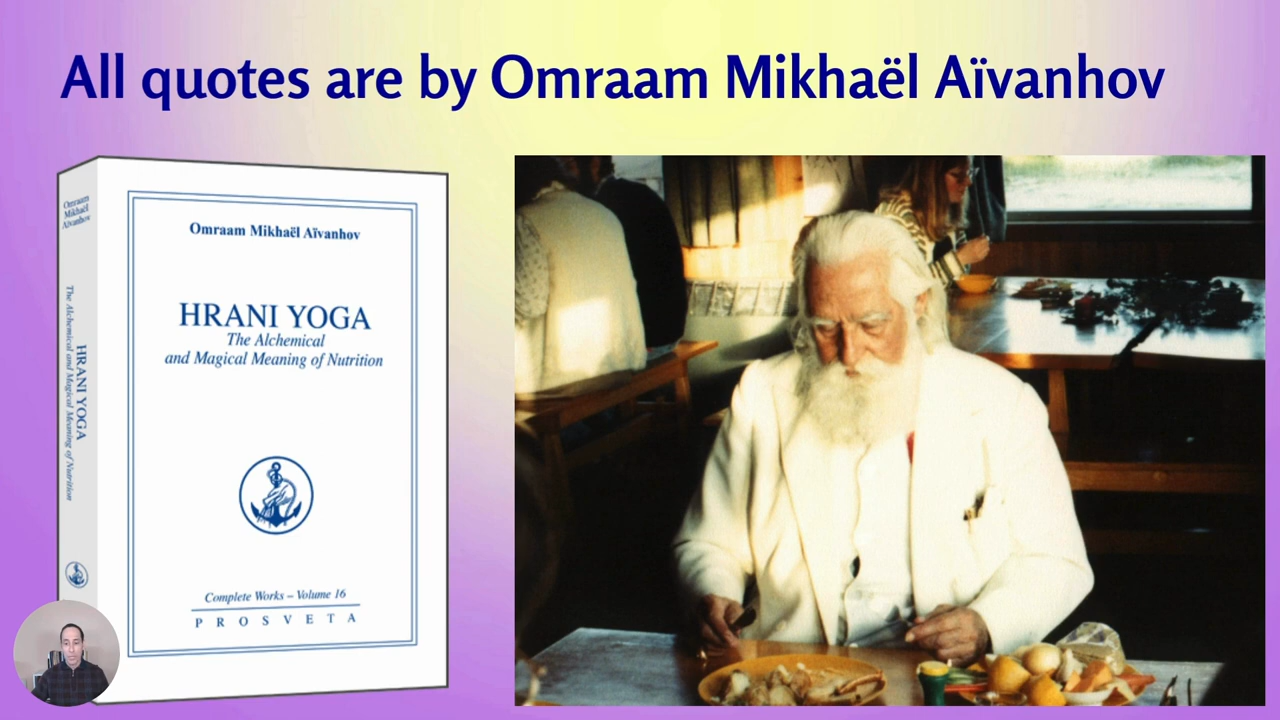 All quotes are by Omraam Mikhaël Aïvanhov
Omraam
Mikhaël
Aïvanhov
HRANI YOGA
The Alchemical and Magical Meaning of Nutrition
Omraam Mikhaël Aïvanhov
HRANI YOGA
The Alchemical
and Magical Meaning of Nutrition
Complete Works – Volume 16
PROSVETA